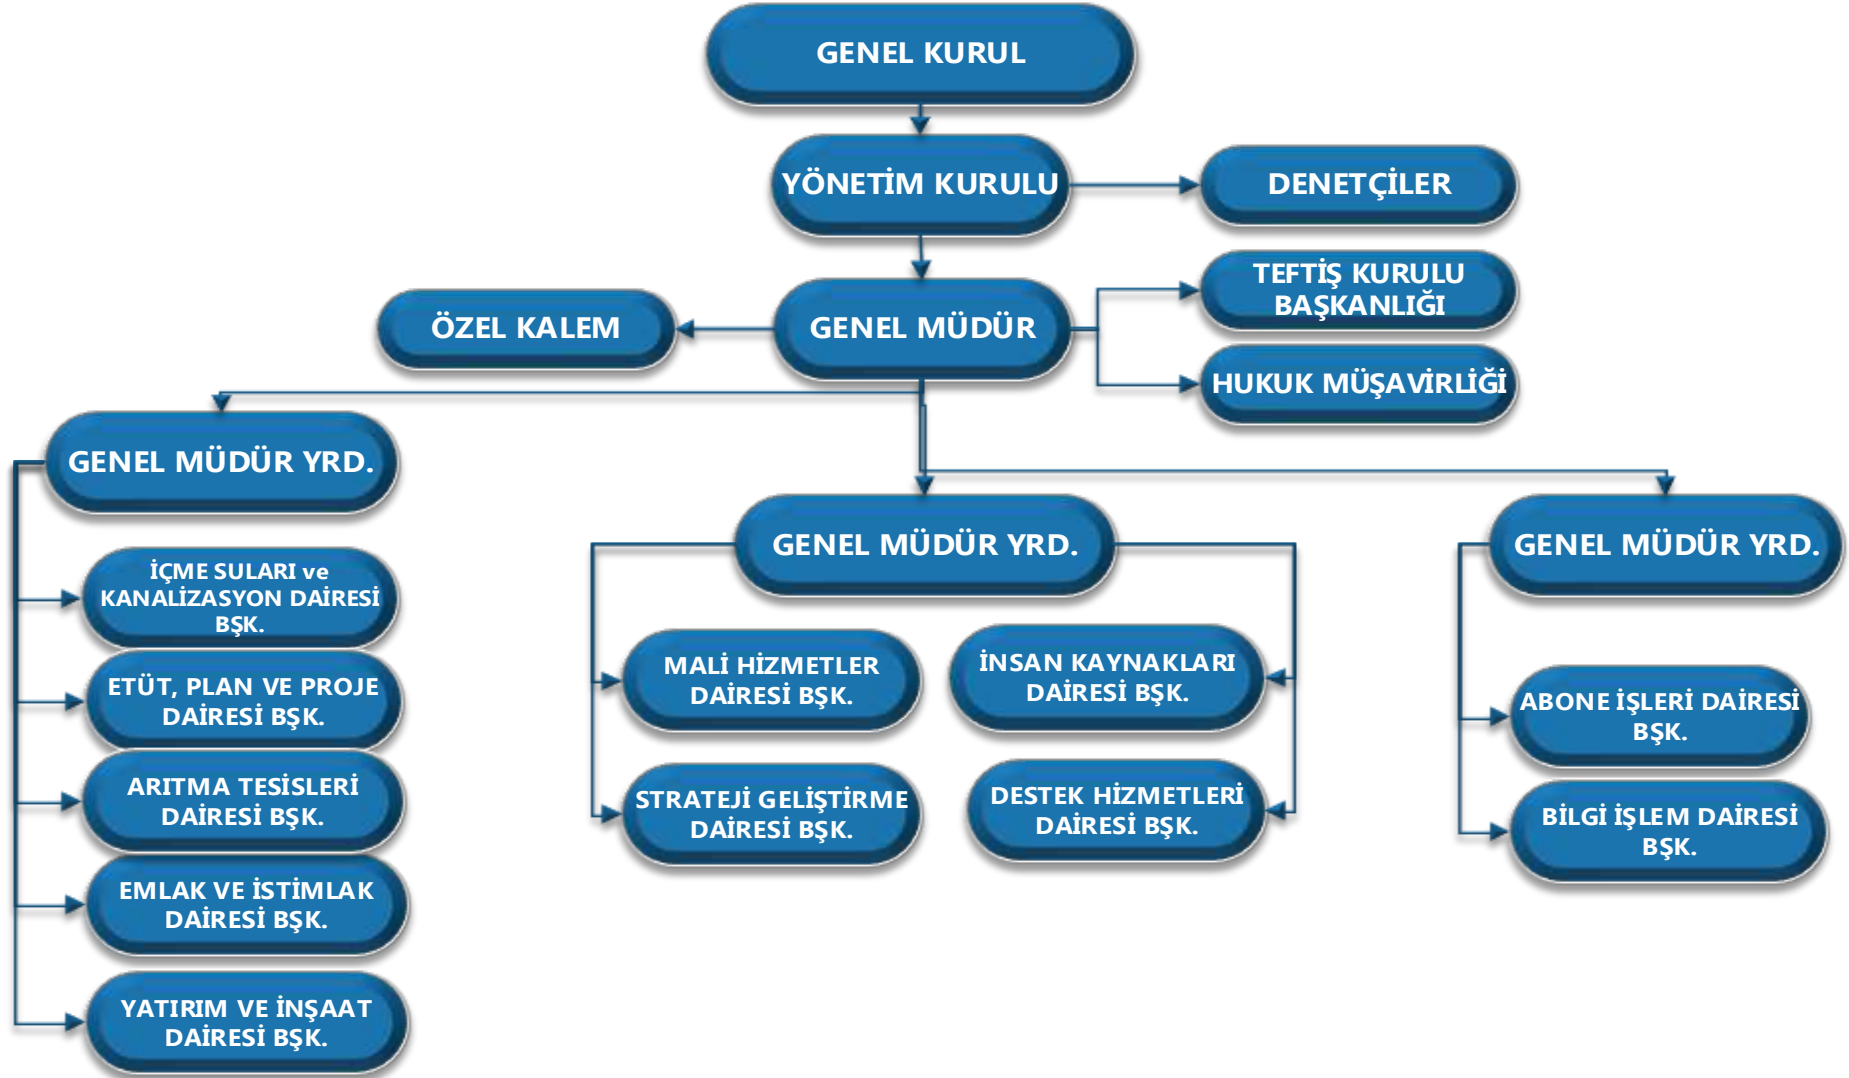 GENEL KURUL
YÖNETİM KURULU
DENETÇİLER
TEFTİŞ KURULU
BAŞKANLIĞI
ÖZEL KALEM
GENEL MÜDÜR
HUKUK MÜŞAVİRLİĞİ
GENEL MÜDÜR YRD.
İÇME SULARI ve
KANALİZASYON DAİRESİ
BŞK.
ETÜT, PLAN VE PROJE
DAİRESİ BŞK.
ARITMA TESİSLERİ
DAİRESİ BŞK.
EMLAK VE İSTİMLAK
DAİRESİ BŞK.
YATIRIM VE İNŞAAT
DAİRESİ BŞK.
GENEL MÜDÜR YRD.
MALİ HİZMETLER
DAİRESİ BŞK.
STRATEJİ GELİŞTİRME
DAİRESİ BŞK.
İNSAN KAYNAKLARI
DAİRESİ BŞK.
DESTEK HİZMETLERİ
DAİRESİ BŞK.
GENEL MÜDÜR YRD.
ABONE İŞLERİ DAİRESİ
BŞK.
BİLGİ İŞLEM DAİRESİ
BŞK.